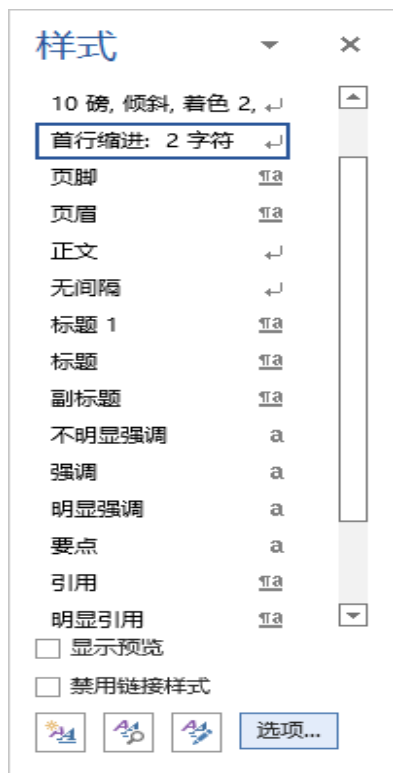 样式
10 磅, 倾斜, 着色 2, ↵
首行缩进: 2 字符 ↵
页脚 ¶a
页眉 ¶a
正文 ↵
无间隔 ↵
标题 1 ¶a
标题 ¶a
副标题 ¶a
不明显强调 a
强调 a
明显强调 a
要点 a
引用 ¶a
明显引用 ¶a
显示预览
禁用链接样式
选项...